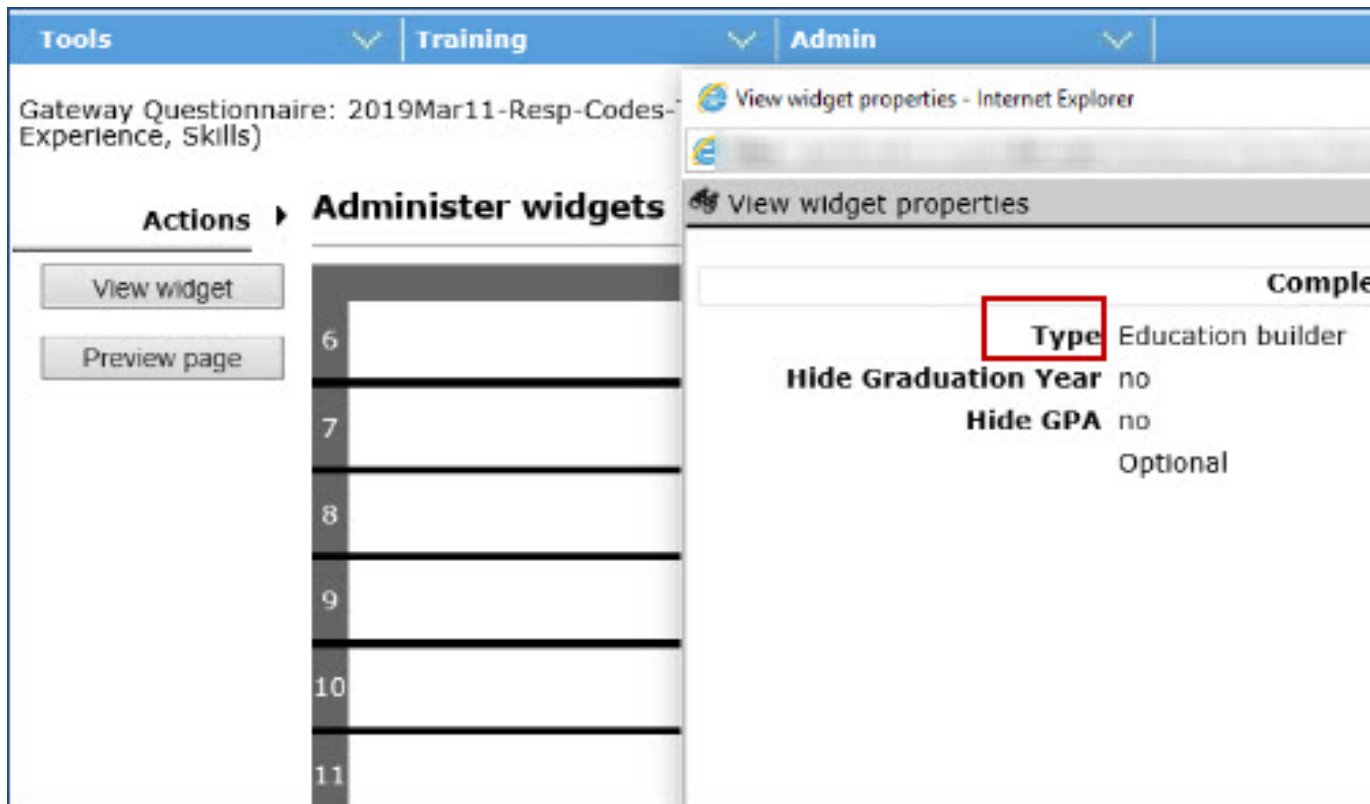 Tools Training Admin
Gateway Questionnaire: 2019Mar11-Resp-Codes-
Experience, Skills)
Actions
View widget
Preview page
Administer widgets
6
7
8
9
10
11
View widget properties - Internet Explorer
View widget properties
Comple
Type Education builder
Hide Graduation Year no
Hide GPA no
Optional